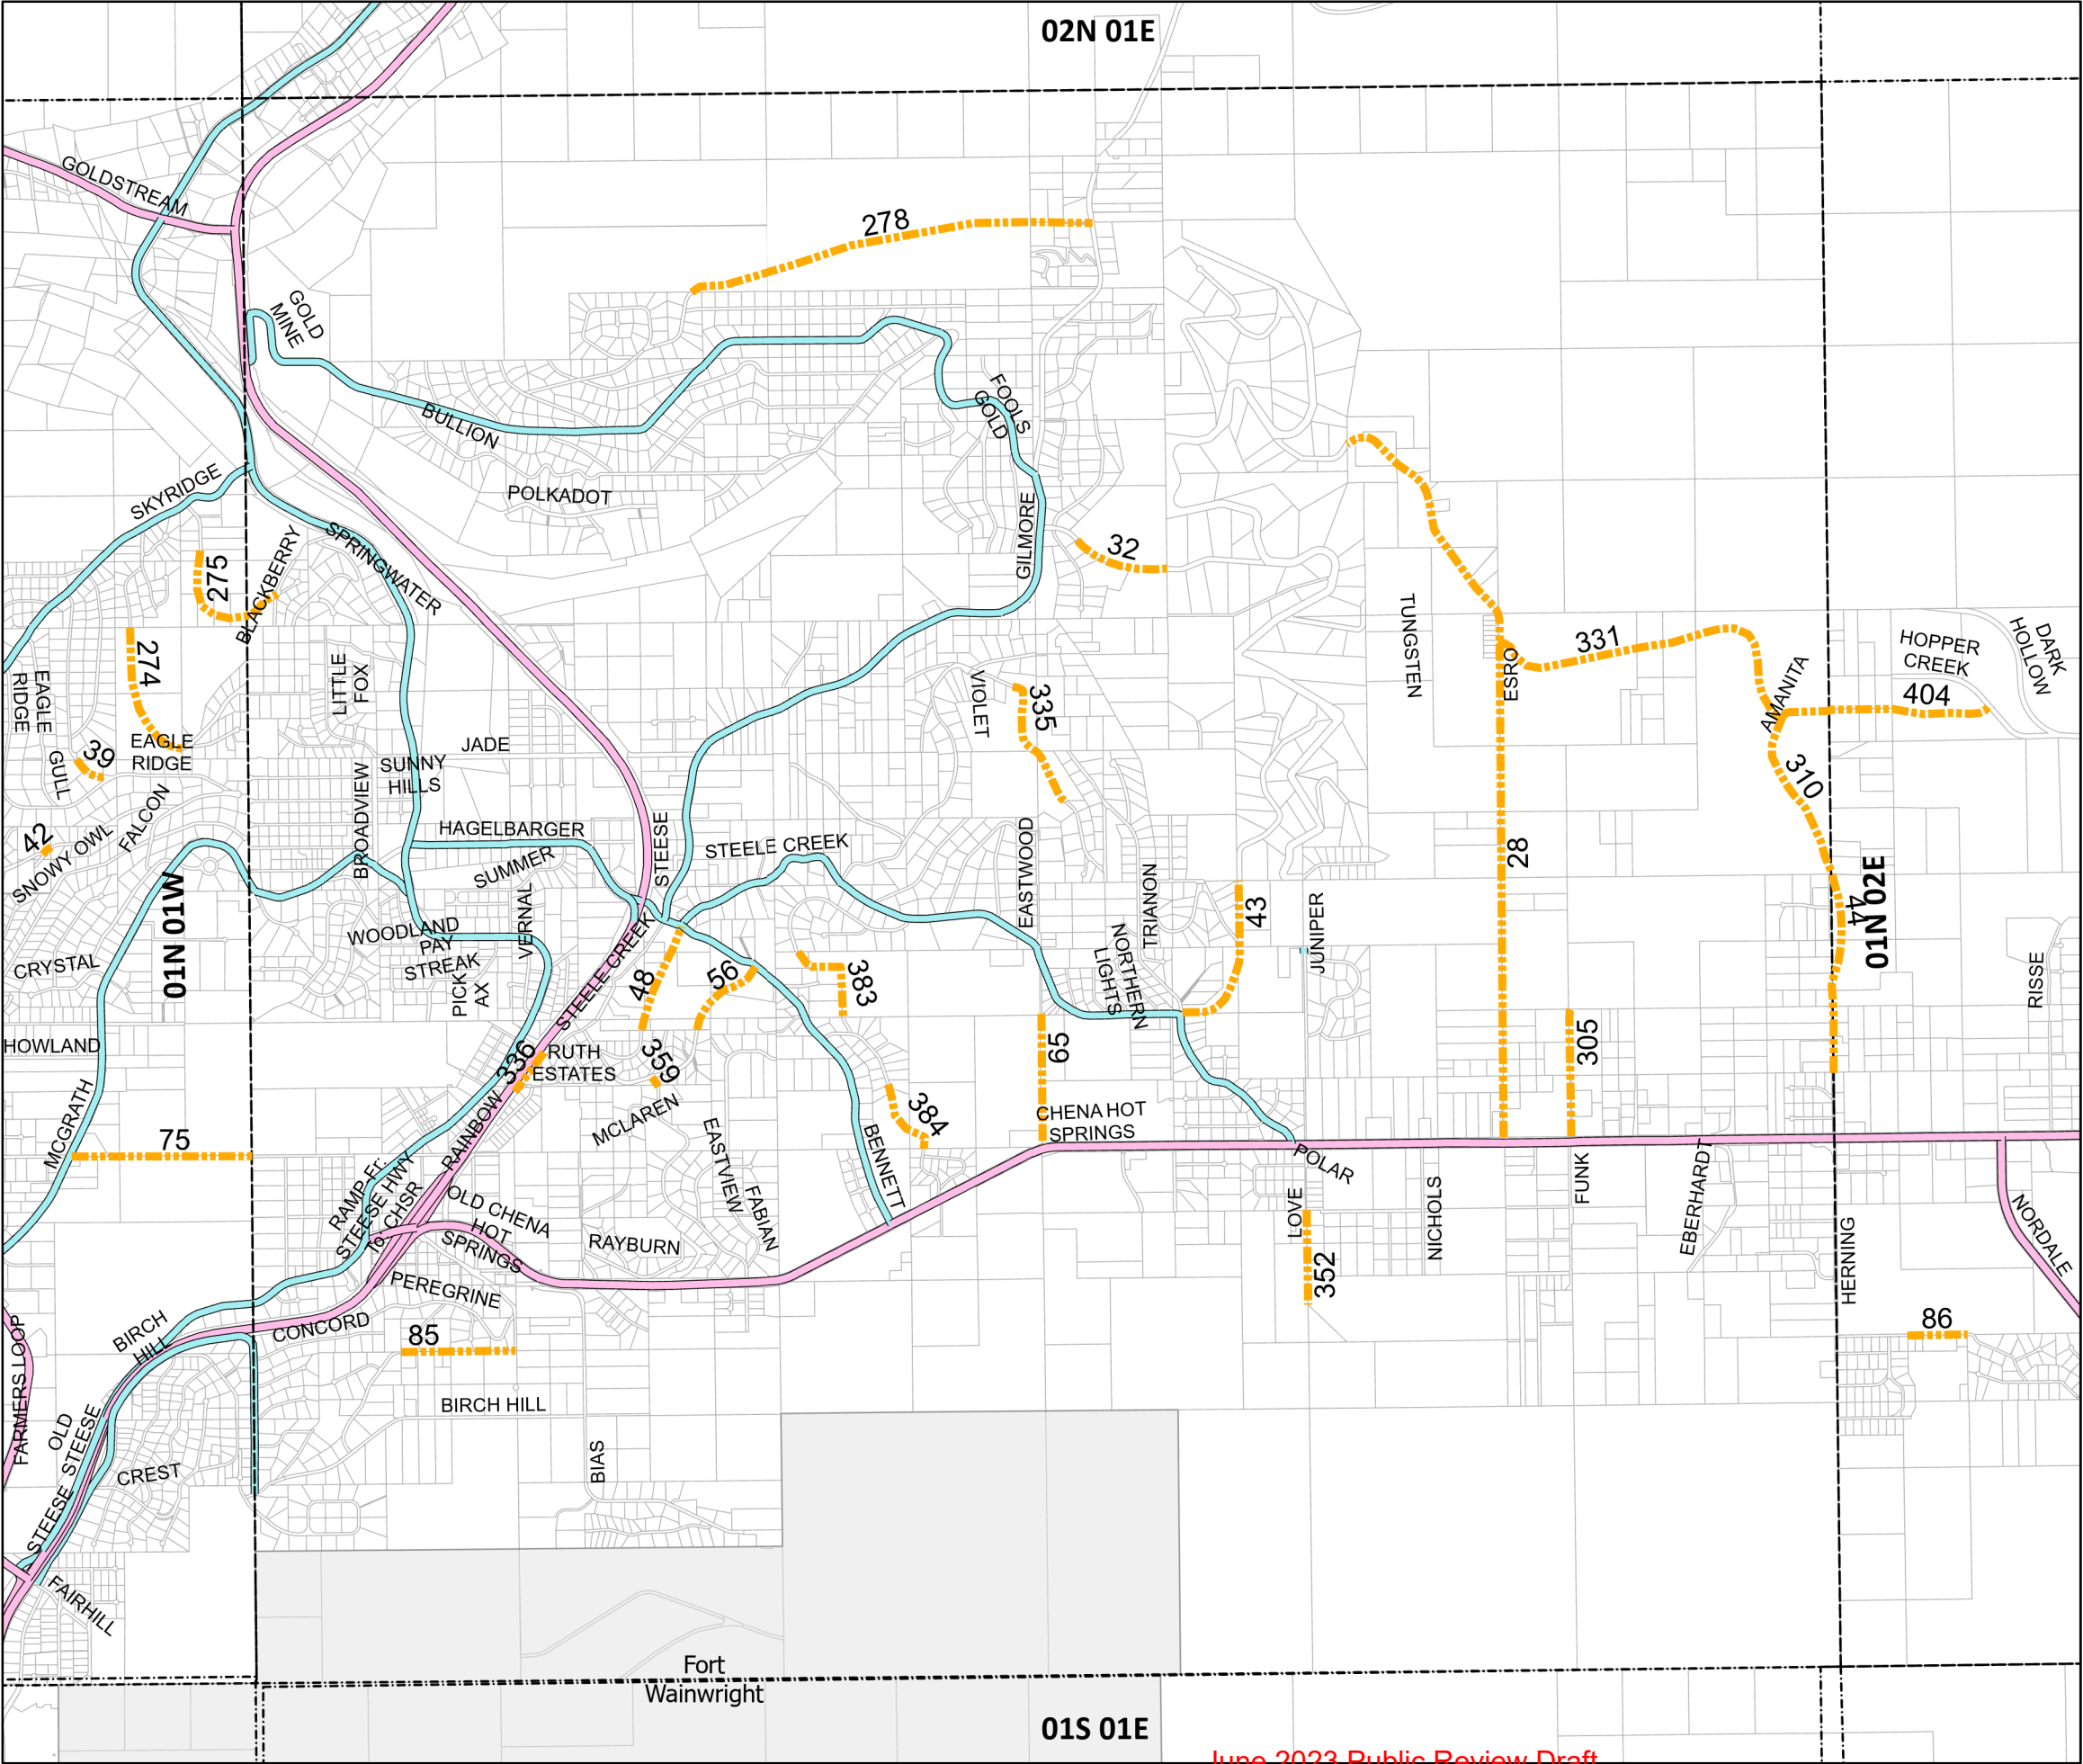 02N 01E
GOLDSTREAM
278
GOLD
MINE
BULLION
FOOLS
GOLD
SKYRIDGE
POLKADOT
GILMORE
32
SPRINGWATER
BLACKBERRY
275
TUNGSTEN
331
ESRO
HOPPER
CREEK
DARK
HOLLOW
404
AMANITA
310
274
EAGLE
RIDGE
LITTLE
FOX
VIOLET
335
EAGLE
RIDGE
39
GULL
JADE
SUNNY
HILLS
BROADVIEW
FALCON
42
SNOWY OWL
HAGELBARGER
SUMMER
STEESE
STEELE CREEK
EASTWOOD
TRIANON
28
43
JUNIPER
44
01N 02E
01N 01W
CRYSTAL
WOODLAND
PAY
STREAK
PICK
AX
VERNAL
STEELE CREEK
48
56
383
NORTHERN
LIGHTS
RISSE
HOWLAND
336
RUTH
ESTATES
359
65
305
MCGRATH
75
MCLAREN
384
CHENA HOT
SPRINGS
RAINBOW
EASTVIEW
FABIAN
BENNETT
POLAR
RAMP-Fr:
STEESE HWY
To: CHSR
OLD CHENA
HOT
SPRINGS
RAYBURN
LOVE
352
NICHOLS
FUNK
EBERHARDT
HERNING
NORDALE
PEREGRINE
CONCORD
BIRCH
HILL
85
86
FARMERS LOOP
BIRCH HILL
OLD
STEESE
STEESE
CREST
BIAS
FAIRHILL
Fort
Wainwright
01S 01E
June 2023 Public Review Draft